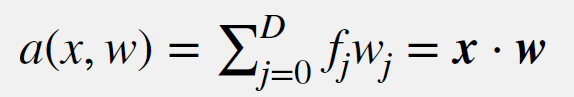 a(x, w) = ∑_{j=0}^{D} f_j w_j = x · w